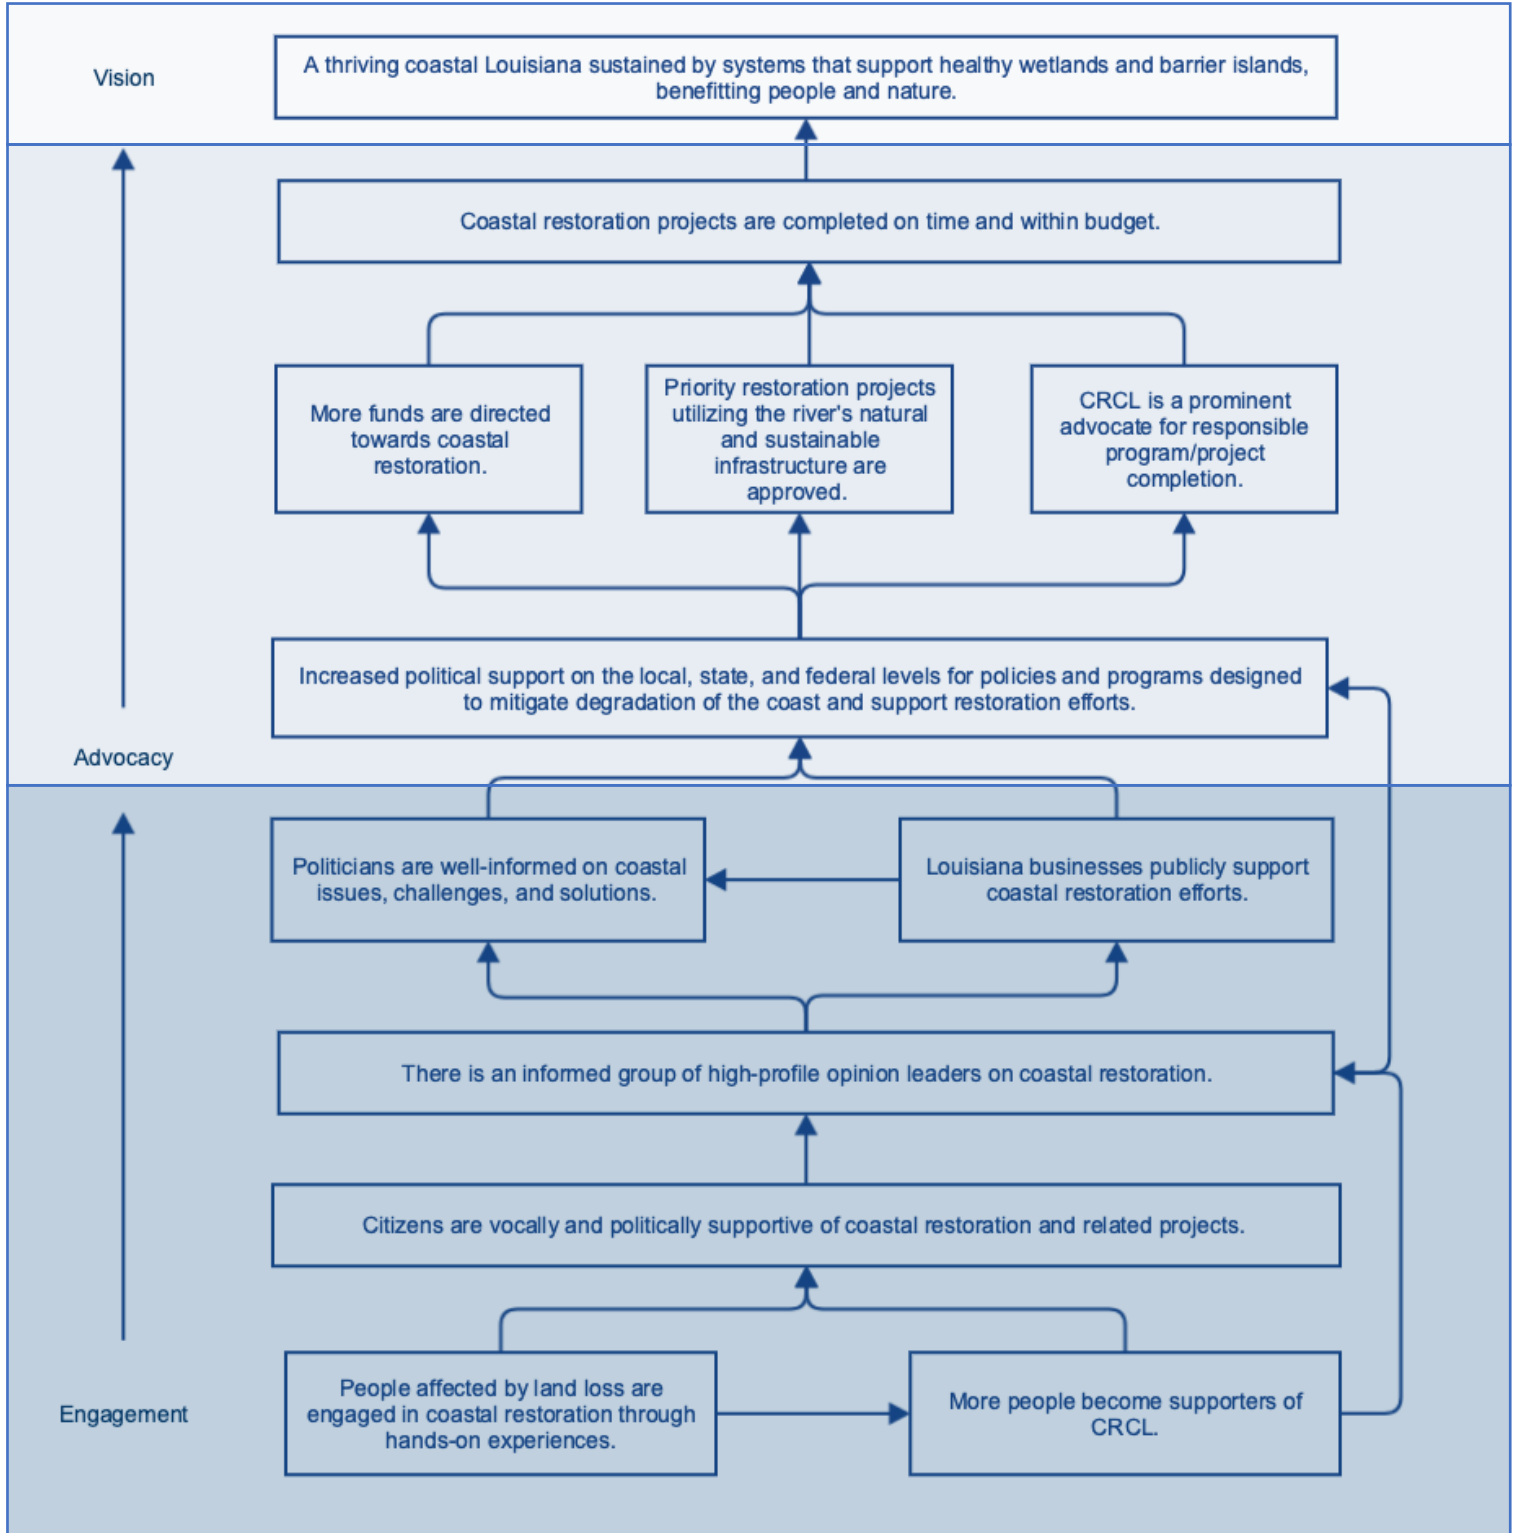 Vision
A thriving coastal Louisiana sustained by systems that support healthy wetlands and barrier islands,
benefitting people and nature.
Coastal restoration projects are completed on time and within budget.
More funds are directed
towards coastal
restoration.
Priority restoration projects
utilizing the river's natural
and sustainable
infrastructure are
approved.
CRCL is a prominent
advocate for responsible
program/project
completion.
Increased political support on the local, state, and federal levels for policies and programs designed
to mitigate degradation of the coast and support restoration efforts.
Advocacy
Politicians are well-informed on coastal
issues, challenges, and solutions.
Louisiana businesses publicly support
coastal restoration efforts.
There is an informed group of high-profile opinion leaders on coastal restoration.
Citizens are vocally and politically supportive of coastal restoration and related projects.
Engagement
People affected by land loss are
engaged in coastal restoration through
hands-on experiences.
More people become supporters of
CRCL.